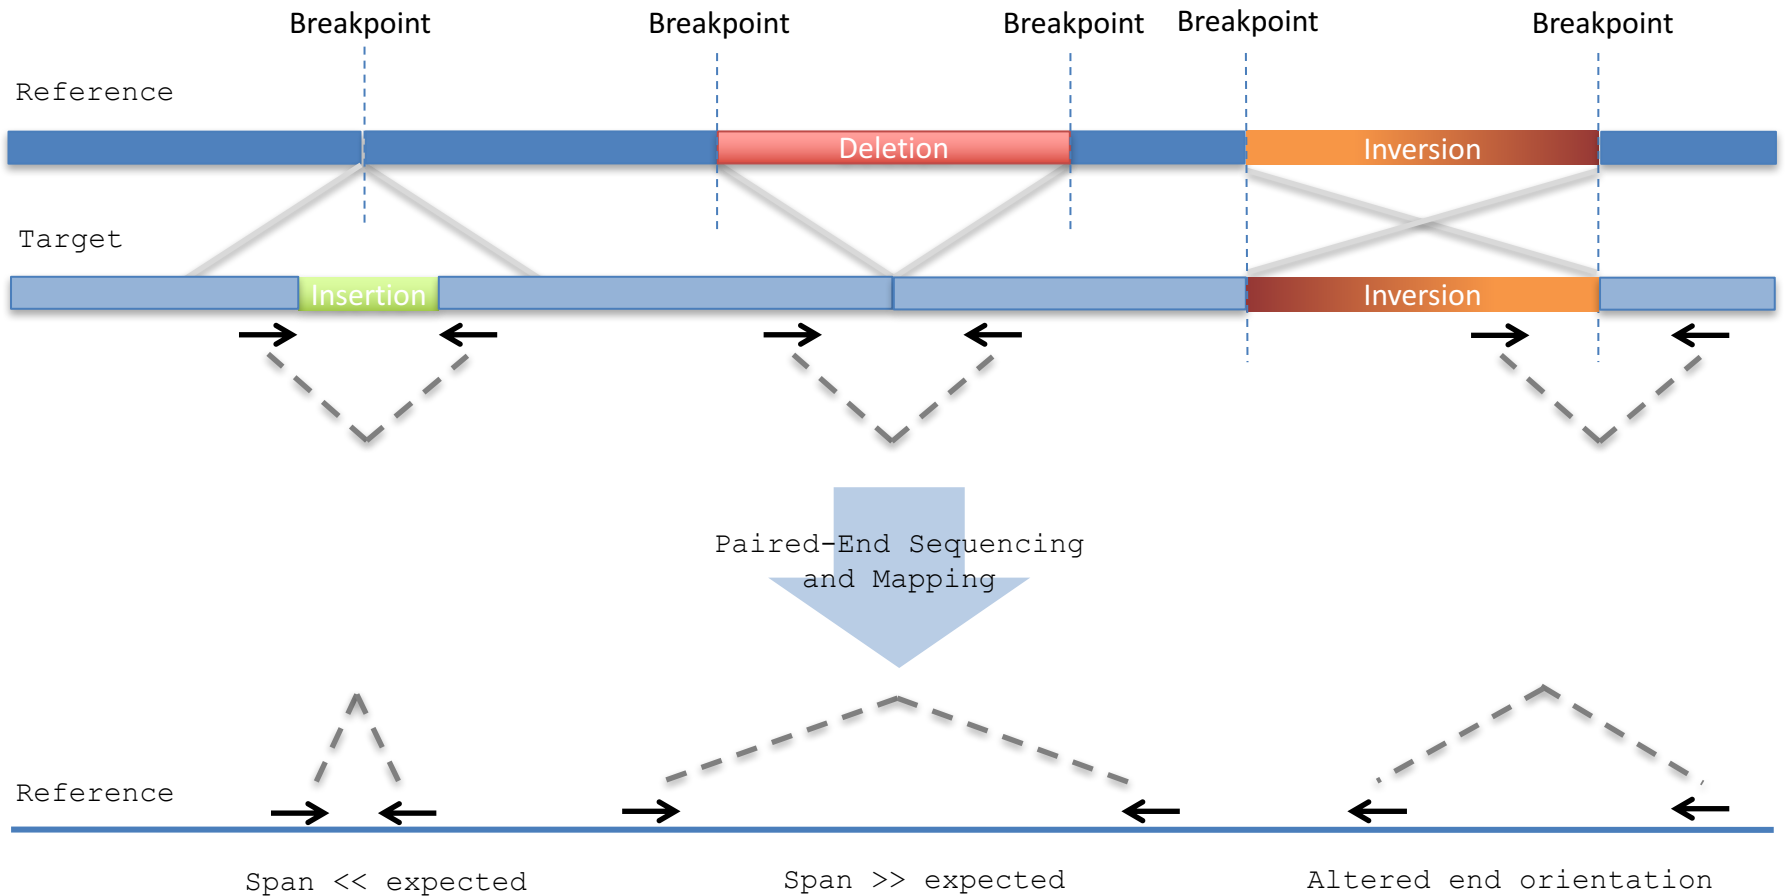 Breakpoint Breakpoint Breakpoint Breakpoint Breakpoint
Reference
Deletion Inversion
Target
Insertion Inversion
Paired-End Sequencing
and Mapping
Reference
Span << expected Span >> expected Altered end orientation